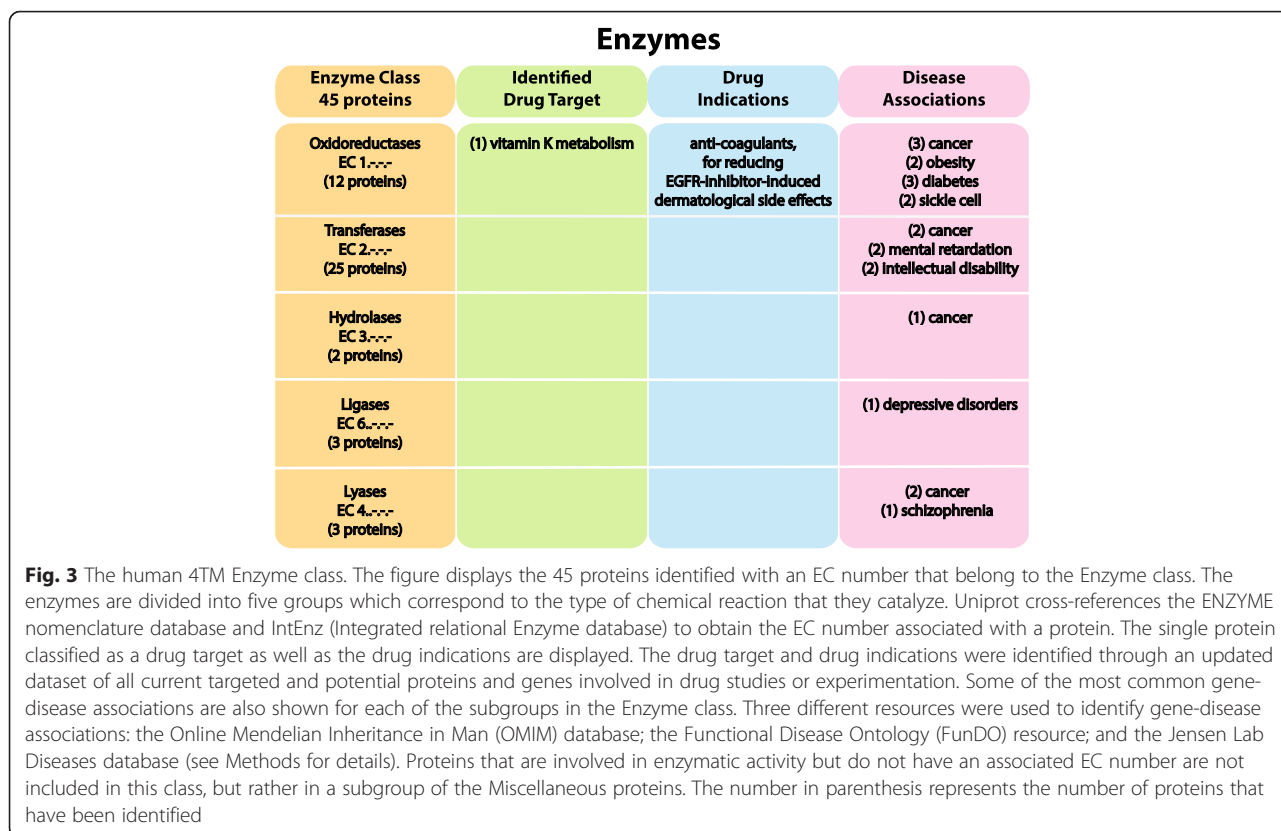 Enzymes
Enzyme Class
45 proteins
Identified
Drug Target
Drug
Indications
Disease
Associations
Oxidoreductases
EC 1.-.-.-
(12 proteins)
(1) vitamin K metabolism
anti-coagulants,
for reducing
EGFR-inhibitor-induced
dermatological side effects
(3) cancer
(2) obesity
(3) diabetes
(2) sickle cell
Transferases
EC 2.-.-.-
(25 proteins)
(2) cancer
(2) mental retardation
(2) intellectual disability
Hydrolases
EC 3.-.-.-
(2 proteins)
(1) cancer
Ligases
EC 6..-.-.-
(3 proteins)
(1) depressive disorders
Lyases
EC 4..-.-.-
(3 proteins)
(2) cancer
(1) schizophrenia
Fig. 3 The human 4TM Enzyme class. The figure displays the 45 proteins identified with an EC number that belong to the Enzyme class. The
enzymes are divided into five groups which correspond to the type of chemical reaction that they catalyze. Uniprot cross-references the ENZYME
nomenclature database and IntEnz (Integrated relational Enzyme database) to obtain the EC number associated with a protein. The single protein
classified as a drug target as well as the drug indications are displayed. The drug target and drug indications were identified through an updated
dataset of all current targeted and potential proteins and genes involved in drug studies or experimentation. Some of the most common gene-
disease associations are also shown for each of the subgroups in the Enzyme class. Three different resources were used to identify gene-disease
associations: the Online Mendelian Inheritance in Man (OMIM) database; the Functional Disease Ontology (FunDO) resource; and the Jensen Lab
Diseases database (see Methods for details). Proteins that are involved in enzymatic activity but do not have an associated EC number are not
included in this class, but rather in a subgroup of the Miscellaneous proteins. The number in parenthesis represents the number of proteins that
have been identified